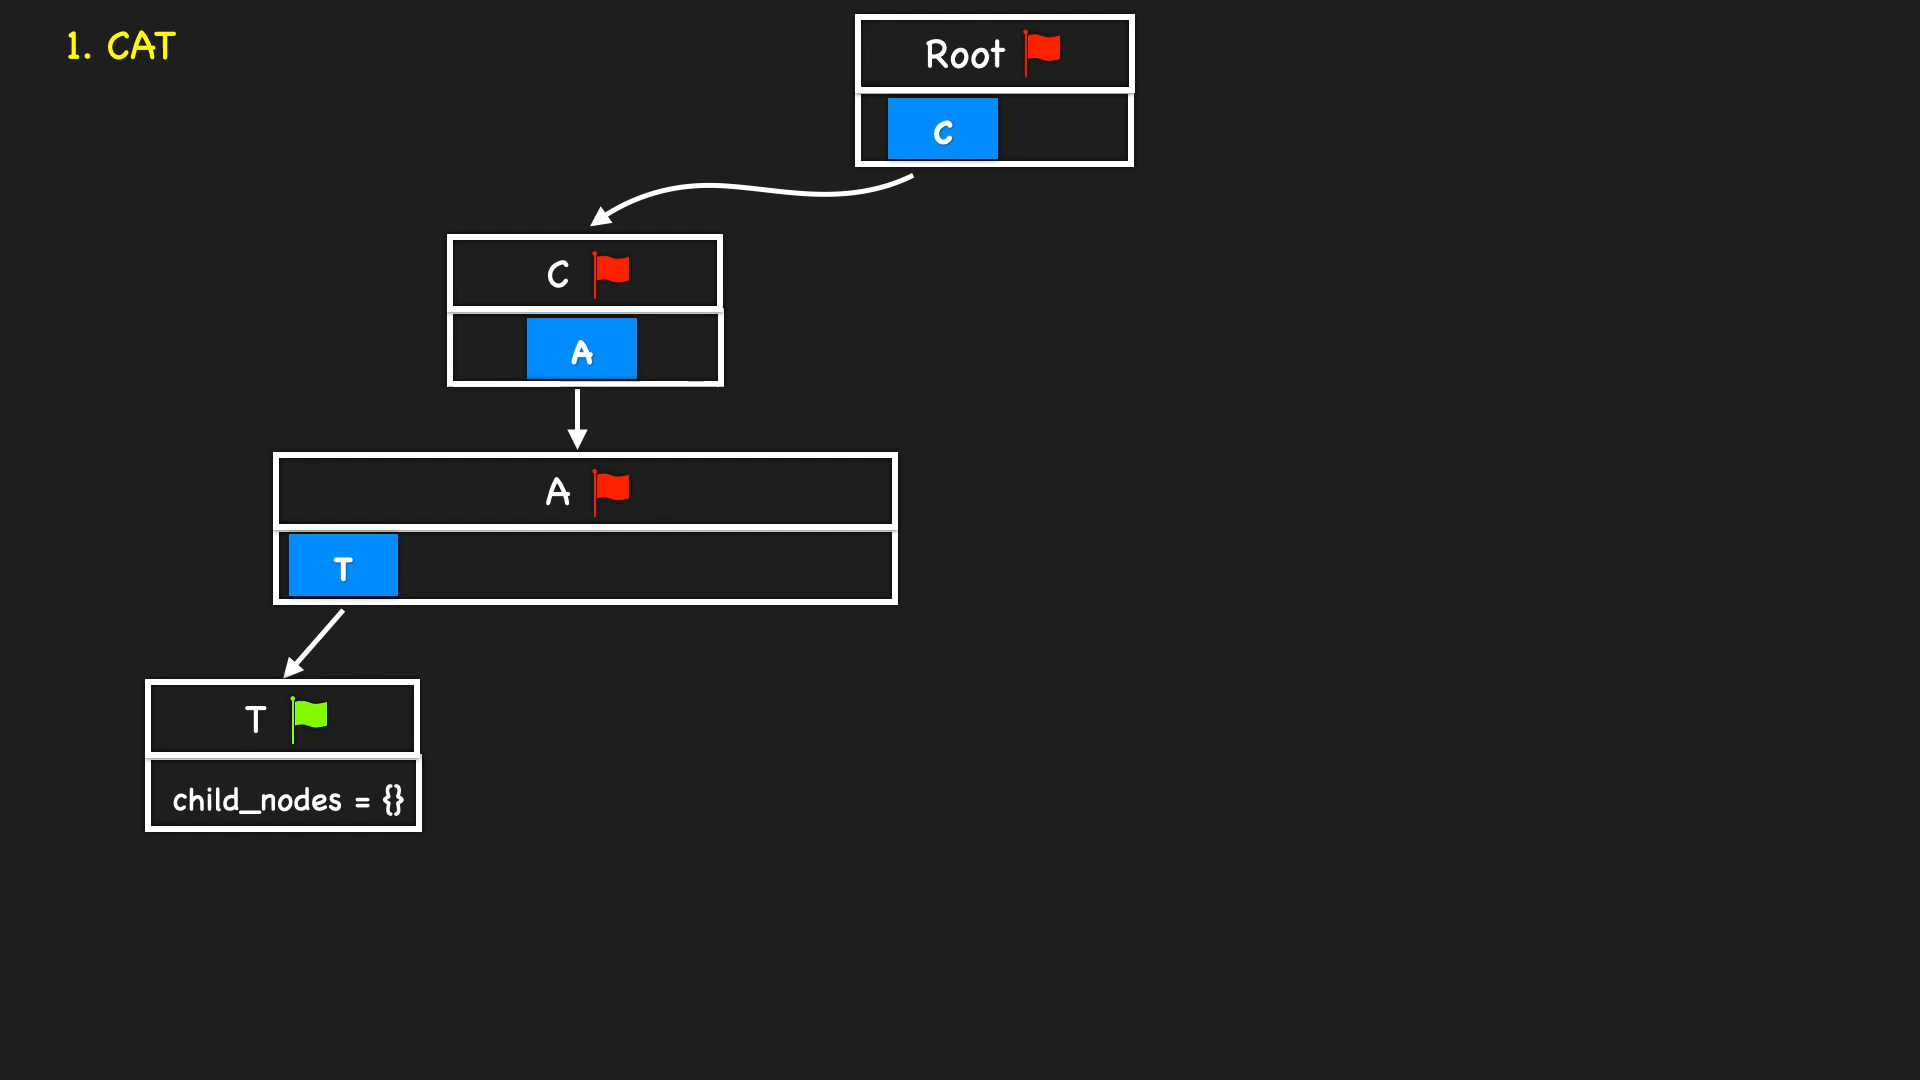 1. CAT
Root
C
C
A
A
T
T
child_nodes = {}